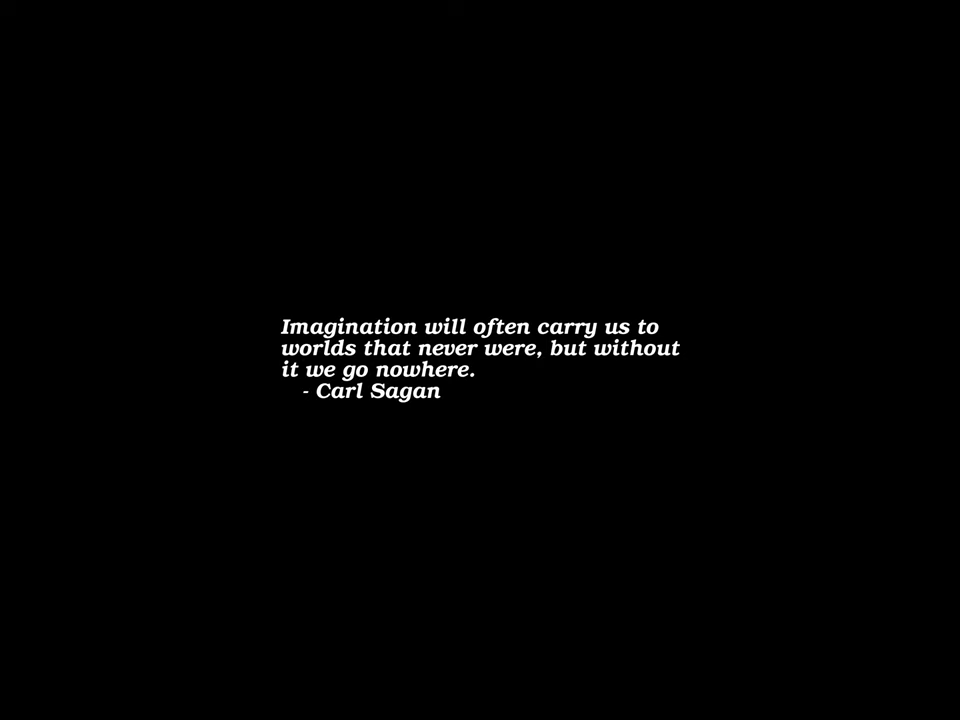 Imagination will often carry us to
worlds that never were, but without
it we go nowhere.
- Carl Sagan